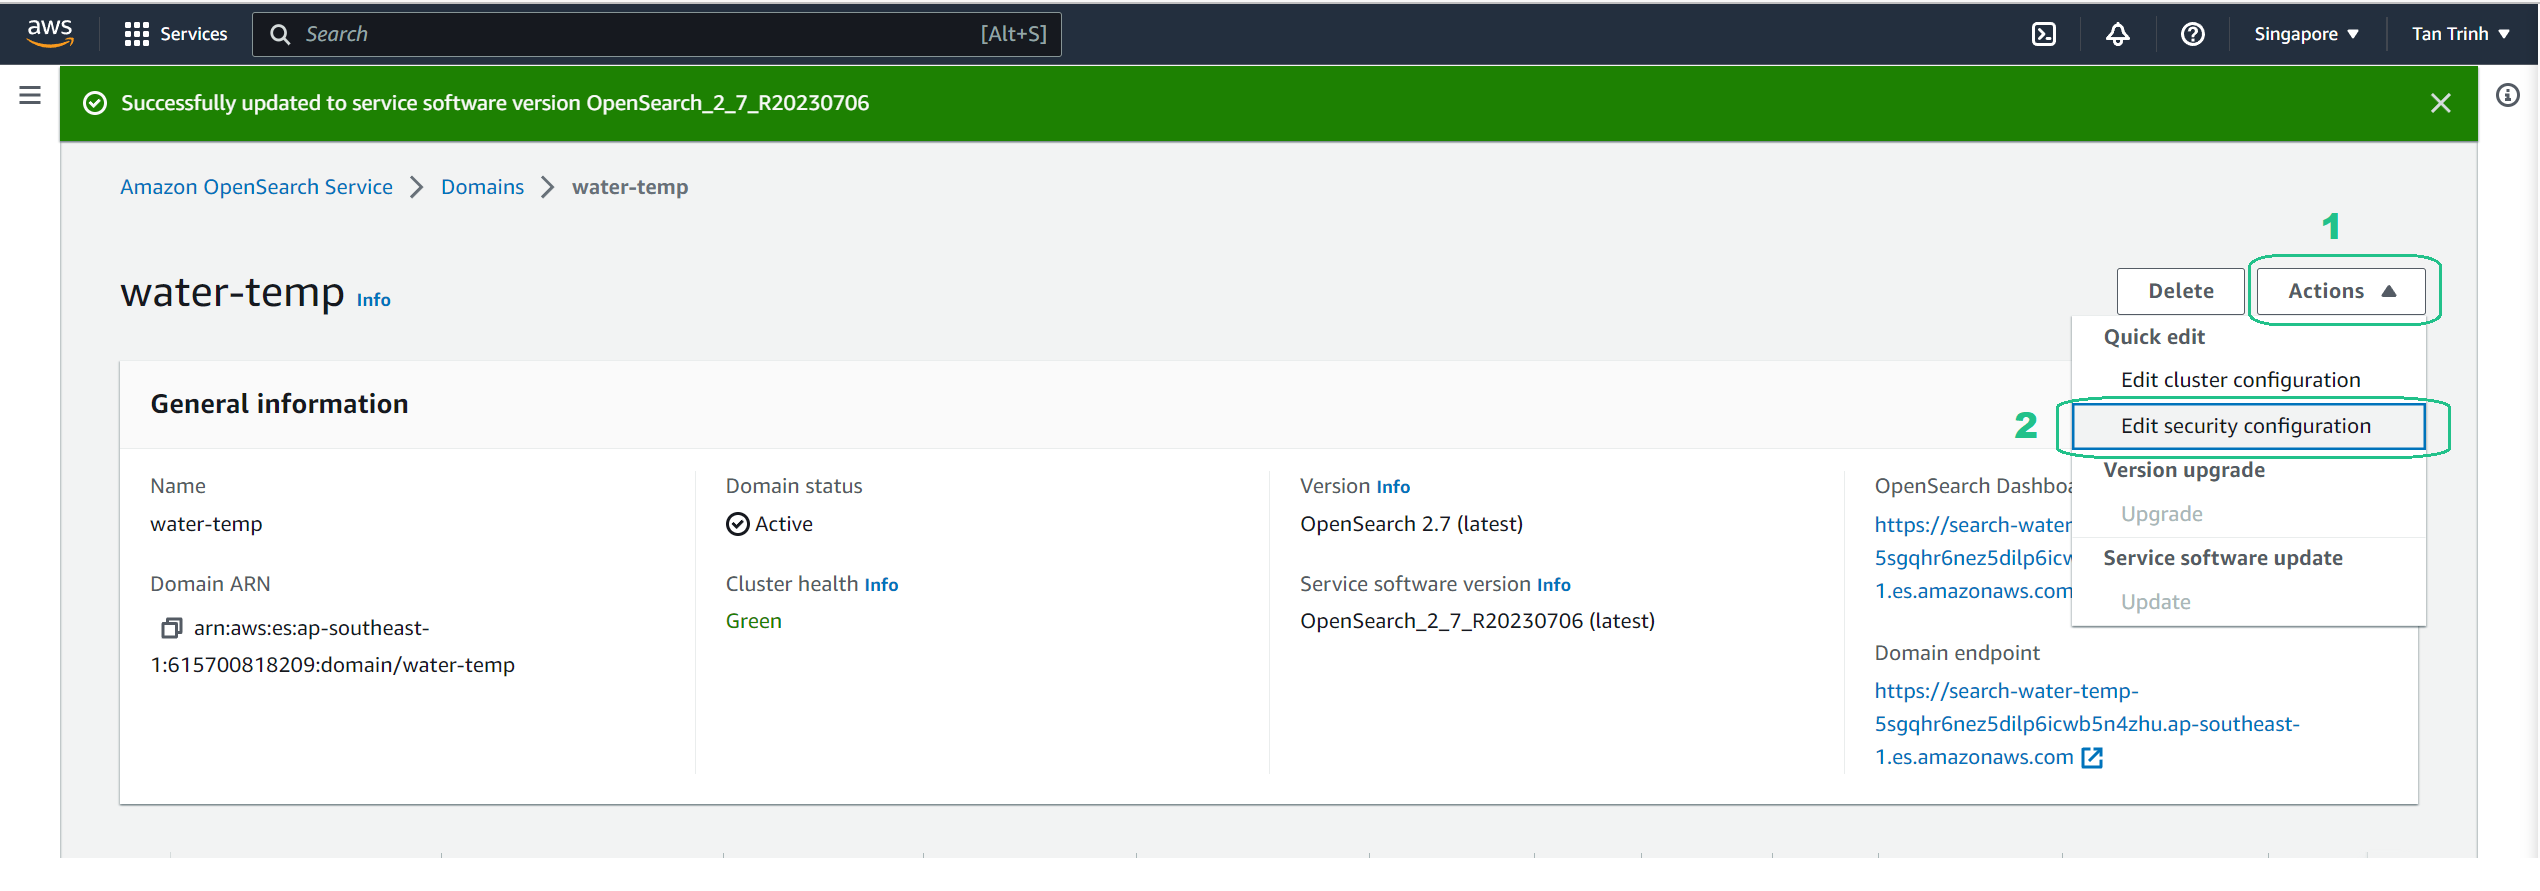 aws Services Search [Alt+S] Singapore Tan Trinh
Successfully updated to service software version OpenSearch_2_7_R20230706
Amazon OpenSearch Service Domains water-temp
1
water-temp Info
Delete Actions
Quick edit
Edit cluster configuration
2 Edit security configuration
Version upgrade
Upgrade
Service software update
Update
General information
Name
water-temp
Domain ARN
arn:aws:es:ap-southeast-
1:615700818209:domain/water-temp
Domain status
Active
Cluster health Info
Green
Version Info
OpenSearch 2.7 (latest)
Service software version Info
OpenSearch_2_7_R20230706 (latest)
OpenSearch Dashboa
https://search-water
5sgqhr6nez5dilp6icw
1.es.amazonaws.com
Domain endpoint
https://search-water-temp-
5sgqhr6nez5dilp6icwb5n4zhu.ap-southeast-
1.es.amazonaws.com